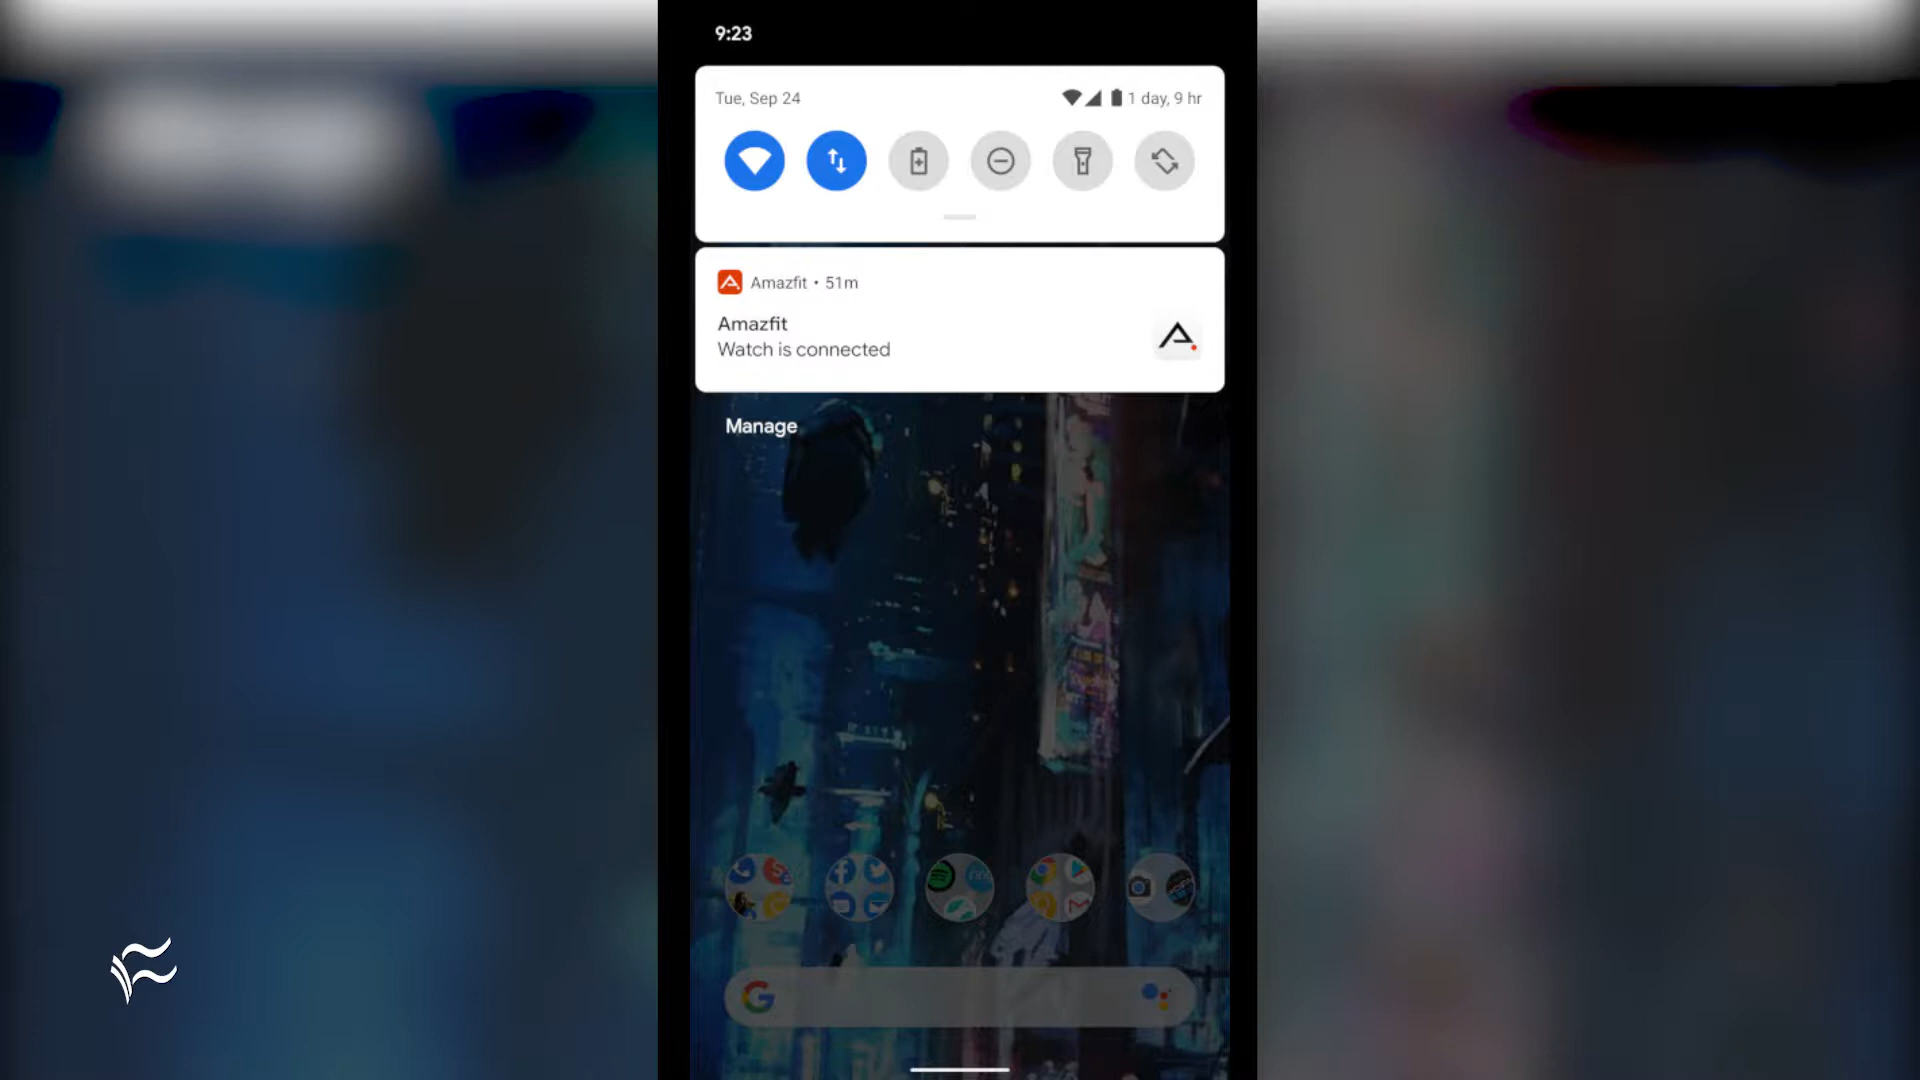 9:23
Tue, Sep 24
1 day, 9 hr
Amazfit • 51m
Amazfit
Watch is connected
Manage